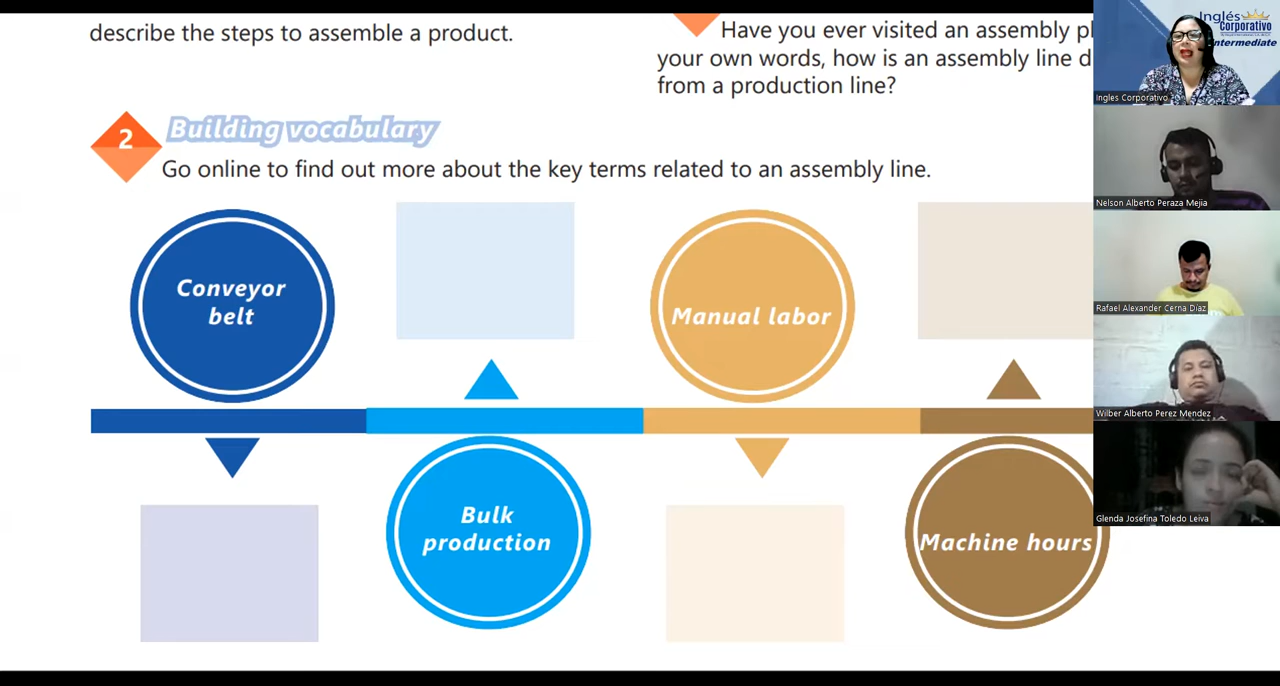 describe the steps to assemble a product.
Have you ever visited an assembly pl
your own words, how is an assembly line d
from a production line?
2
Building vocabulary
Go online to find out more about the key terms related to an assembly line.
Conveyor
belt
Manual labor
Bulk
production
Machine hours
Inglés
Corporativo
Intermediate
Ingles Corporativo
Nelson Alberto Peraza Mejia
Rafael Alexander Cerna Díaz
Wilber Alberto Perez Mendez
Glenda Josefina Toledo Leiva